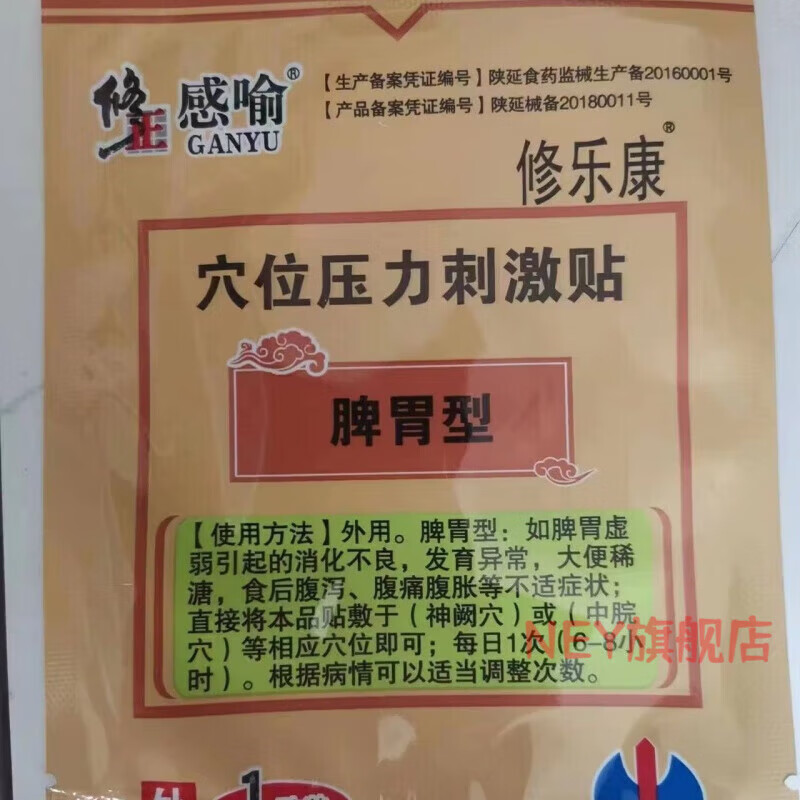 修正
感喻®
GANYU
【生产备案凭证编号】陕延食药监械生产备20160001号
【产品备案凭证编号】陕延械备20180011号
修乐康®
穴位压力刺激贴
脾胃型
【使用方法】外用。脾胃型：如脾胃虚
弱引起的消化不良，发育异常，大便稀
溏，食后腹泻、腹痛腹胀等不适症状；
直接将本品贴敷于（神阙穴）或（中脘
穴）等相应穴位即可；每日1次（6-8小
时）。根据病情可以适当调整次数。
NEY旗舰店
1